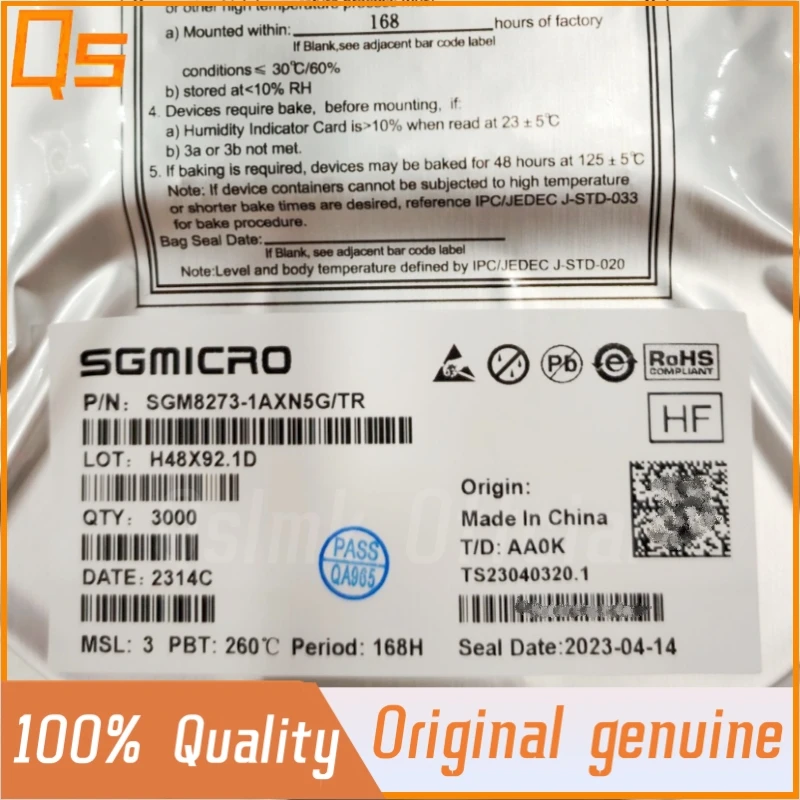 Qs
or other high temperature
a) Mounted within: 168 hours of factory
If Blank,see adjacent bar code label
conditions ≤ 30℃/60%
b) stored at<10% RH
4. Devices require bake, before mounting, if:
a) Humidity Indicator Card is>10% when read at 23 ± 5℃
b) 3a or 3b not met.
5. If baking is required, devices may be baked for 48 hours at 125 ± 5℃
Note: If device containers cannot be subjected to high temperature
or shorter bake times are desired, reference IPC/JEDEC J-STD-033
for bake procedure.
Bag Seal Date:
If Blank, see adjacent bar code label
Note:Level and body temperature defined by IPC/JEDEC J-STD-020
SGMICRO
Pb
e
RoHS
COMPLIANT
P/N: SGM8273-1AXN5G/TR
HF
LOT: H48X92.1D
Origin:
QTY: 3000
Made In China
PASS
T/D: AA0K
QA965
DATE: 2314C
TS23040320.1
MSL: 3 PBT: 260℃ Period: 168H
Seal Date:2023-04-14
100% Quality
Original genuine